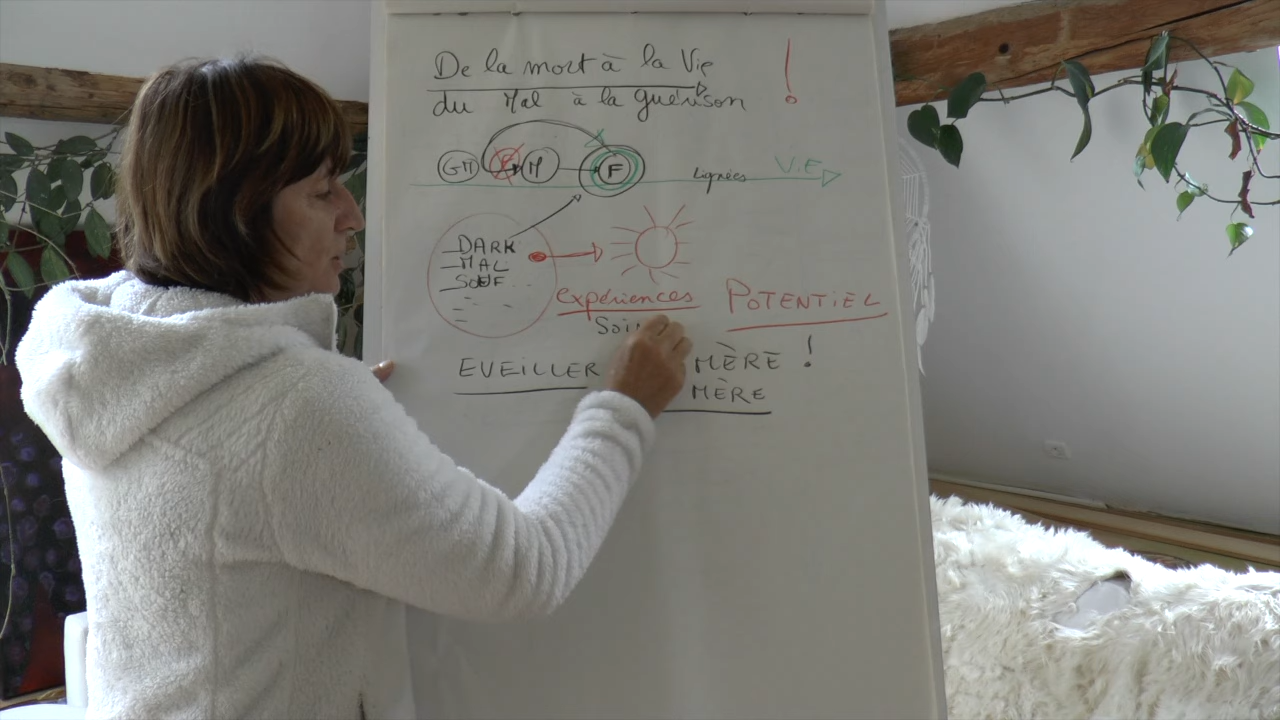 De la mort à la Vie !
du Mal à la guérison
GM M F lignées V.E
DARK
MAL
SOUF
expériences POTENTIEL
Soi
EVEILLER MÈRE !
MÈRE